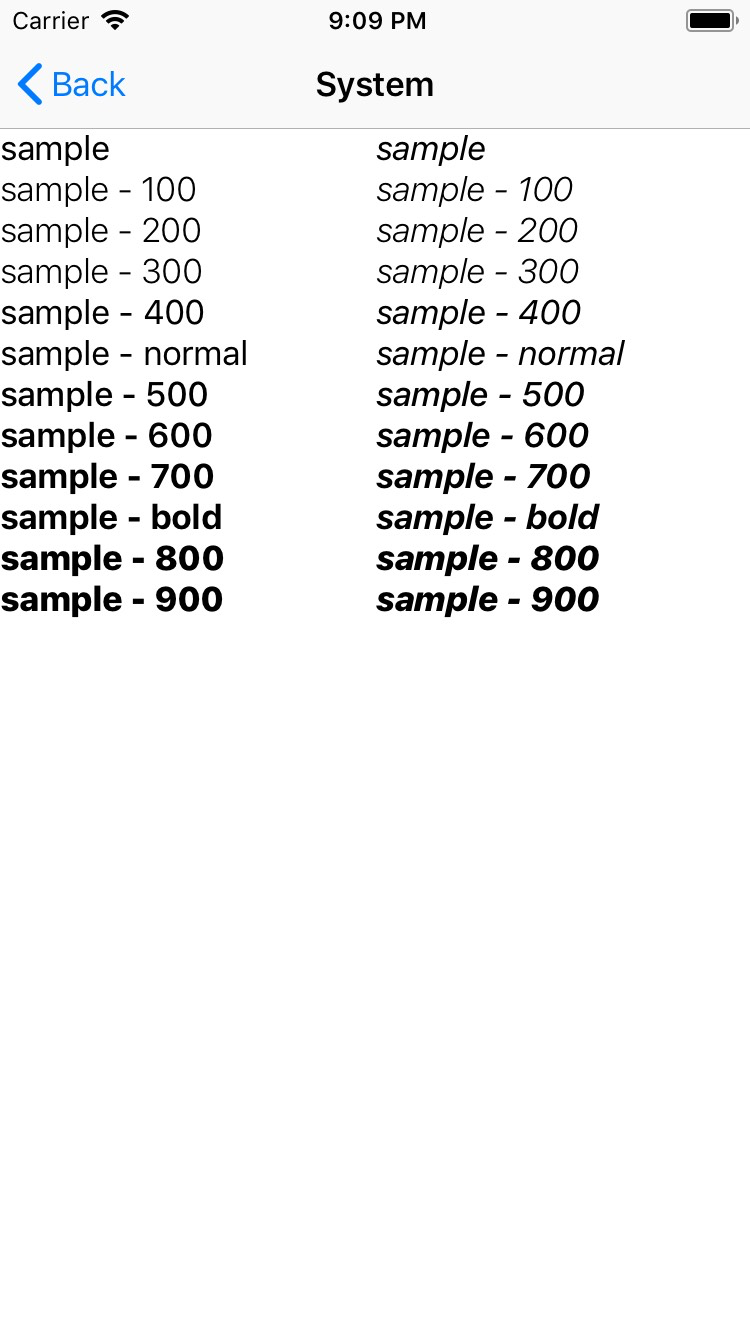 Carrier 9:09 PM
Back System
sample sample
sample - 100 sample - 100
sample - 200 sample - 200
sample - 300 sample - 300
sample - 400 sample - 400
sample - normal sample - normal
sample - 500 sample - 500
sample - 600 sample - 600
sample - 700 sample - 700
sample - bold sample - bold
sample - 800 sample - 800
sample - 900 sample - 900